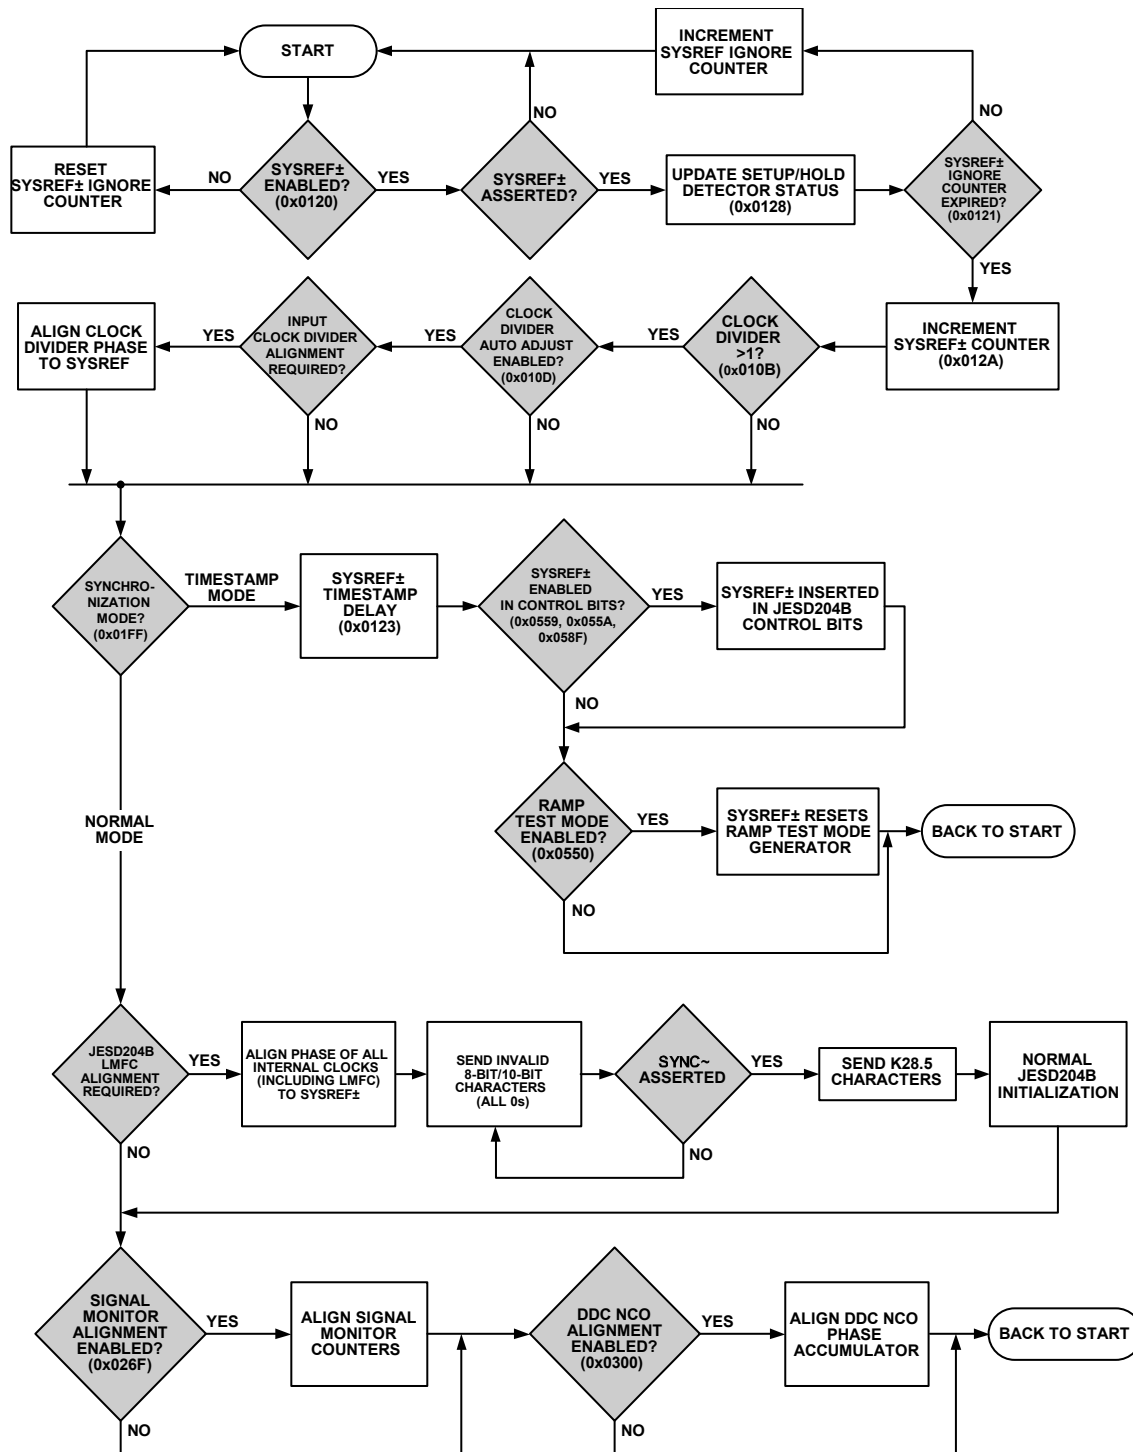 START
INCREMENT
SYSREF IGNORE
COUNTER
NO
NO
RESET
SYSREF± IGNORE
COUNTER
NO
SYSREF±
ENABLED?
(0x0120)
YES
SYSREF±
ASSERTED?
YES
UPDATE SETUP/HOLD
DETECTOR STATUS
(0x0128)
SYSREF±
IGNORE
COUNTER
EXPIRED?
(0x0121)
YES
ALIGN CLOCK
DIVIDER PHASE
TO SYSREF
YES
INPUT
CLOCK DIVIDER
ALIGNMENT
REQUIRED?
YES
CLOCK
DIVIDER
AUTO ADJUST
ENABLED?
(0x010D)
YES
CLOCK
DIVIDER
>1?
(0x010B)
INCREMENT
SYSREF± COUNTER
(0x012A)
NO
NO
NO
SYNCHRO-
NIZATION
MODE?
(0x01FF)
TIMESTAMP
MODE
SYSREF±
TIMESTAMP
DELAY
(0x0123)
SYSREF±
ENABLED
IN CONTROL BITS?
(0x0559, 0x055A,
0x058F)
YES
SYSREF± INSERTED
IN JESD204B
CONTROL BITS
NO
NORMAL
MODE
RAMP
TEST MODE
ENABLED?
(0x0550)
YES
SYSREF± RESETS
RAMP TEST MODE
GENERATOR
BACK TO START
NO
JESD204B
LMFC
ALIGNMENT
REQUIRED?
YES
ALIGN PHASE OF ALL
INTERNAL CLOCKS
(INCLUDING LMFC)
TO SYSREF±
SEND INVALID
8-BIT/10-BIT
CHARACTERS
(ALL 0s)
SYNC~
ASSERTED
YES
SEND K28.5
CHARACTERS
NORMAL
JESD204B
INITIALIZATION
NO
NO
SIGNAL
MONITOR
ALIGNMENT
ENABLED?
(0x026F)
YES
ALIGN SIGNAL
MONITOR
COUNTERS
DDC NCO
ALIGNMENT
ENABLED?
(0x0300)
YES
ALIGN DDC NCO
PHASE
ACCUMULATOR
BACK TO START
NO
NO